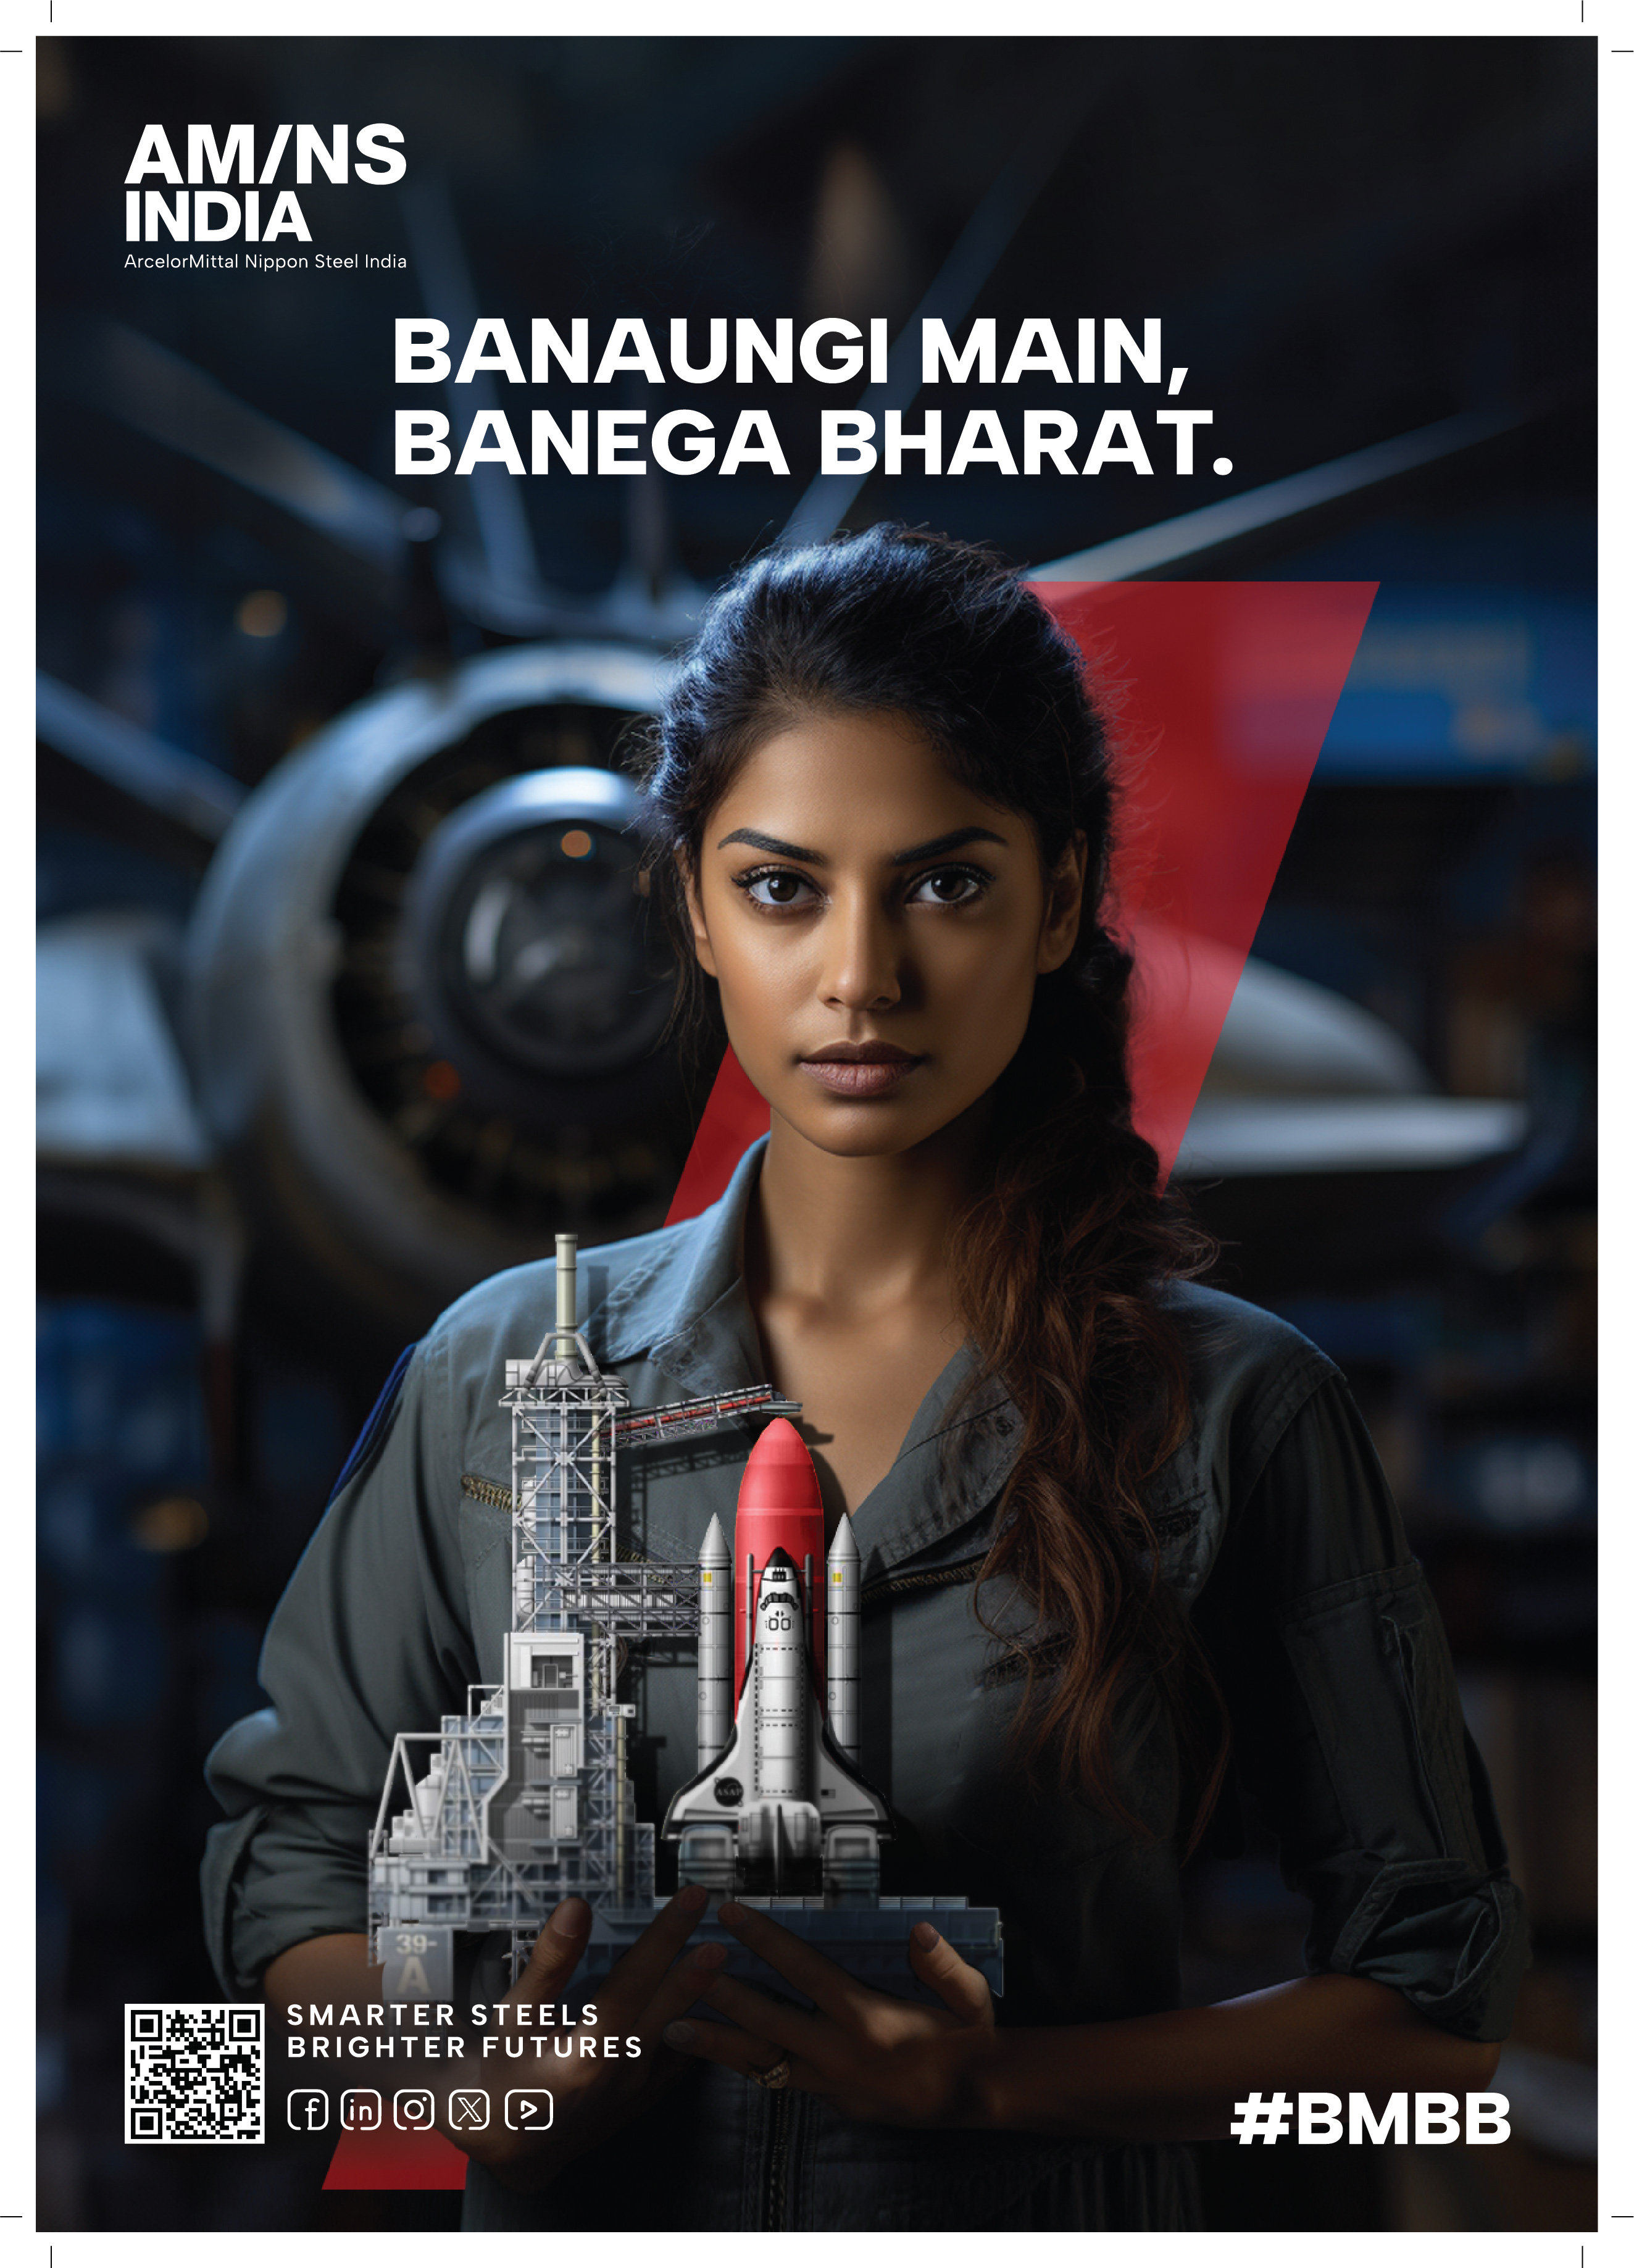 AM/NS
INDIA
ArcelorMittal Nippon Steel India
BANAUNGI MAIN,
BANEGA BHARAT.
39-
A
SMARTER STEELS
BRIGHTER FUTURES
#BMBB